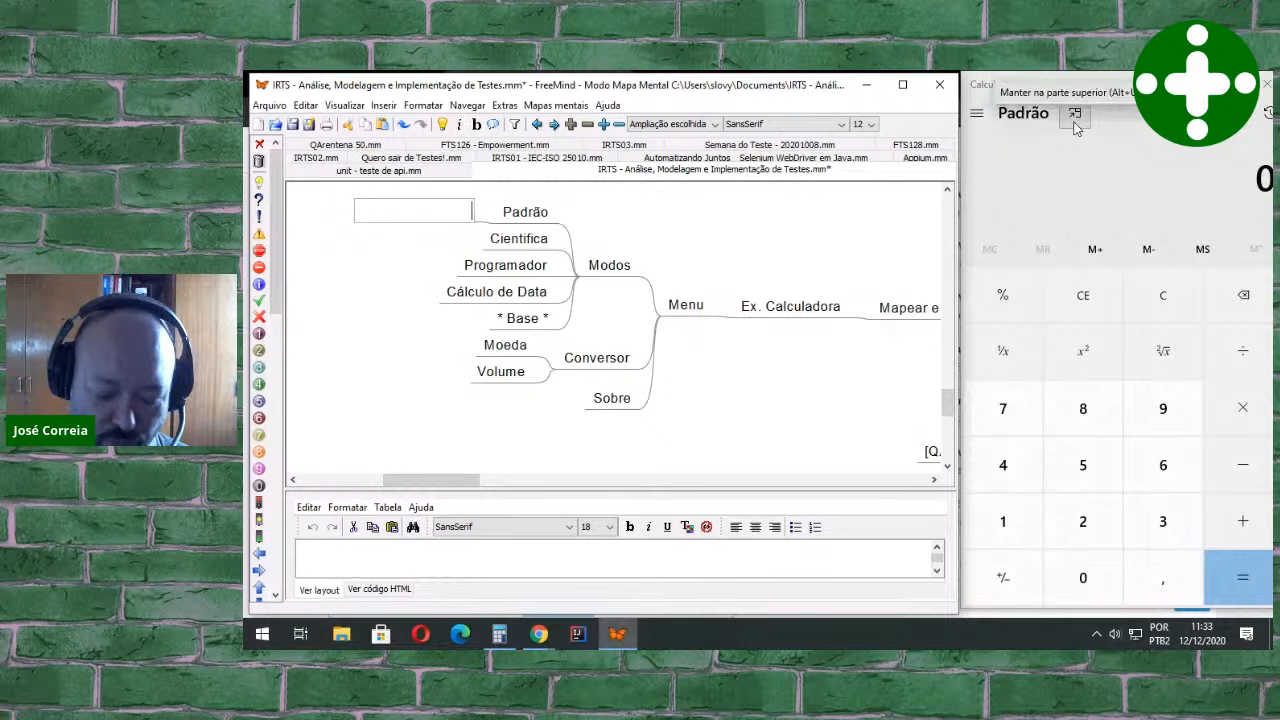 IRTS - Análise, Modelagem e Implementação de Testes.mm* - FreeMind - Modo Mapa Mental C:\Users\slovy\Documents\IRTS - Análi...
Arquivo Editar Visualizar Inserir Formatar Navegar Extras Mapas mentais Ajuda
Ampliação escolhida SansSerif 12
QArentena 50.mm FTS126 - Empowerment.mm IRTS03.mm Semana do Teste - 20201008.mm FTS128.mm
IRTS02.mm Quero sair de Testes!.mm IRTS01 - IEC-ISO 25010.mm Automatizando Juntos _ Selenium WebDriver em Java.mm Appium.mm
unit - teste de api.mm IRTS - Análise, Modelagem e Implementação de Testes.mm*
Padrão
Cientifica
Programador
Modos
Cálculo de Data
* Base *
Menu
Ex. Calculadora
Mapear e
Moeda
Conversor
Volume
Sobre
[Q
Editar Formatar Tabela Ajuda
SansSerif 18 b i U
Ver layout Ver código HTML
Calcu
Manter na parte superior (Alt+
Padrão
0
MC MR M+ M- MS M
% CE C
¹/x x² ²√x ÷
7 8 9 ×
4 5 6 −
1 2 3 +
+/− 0 , =
José Correia
POR
PTB2
11:33
12/12/2020